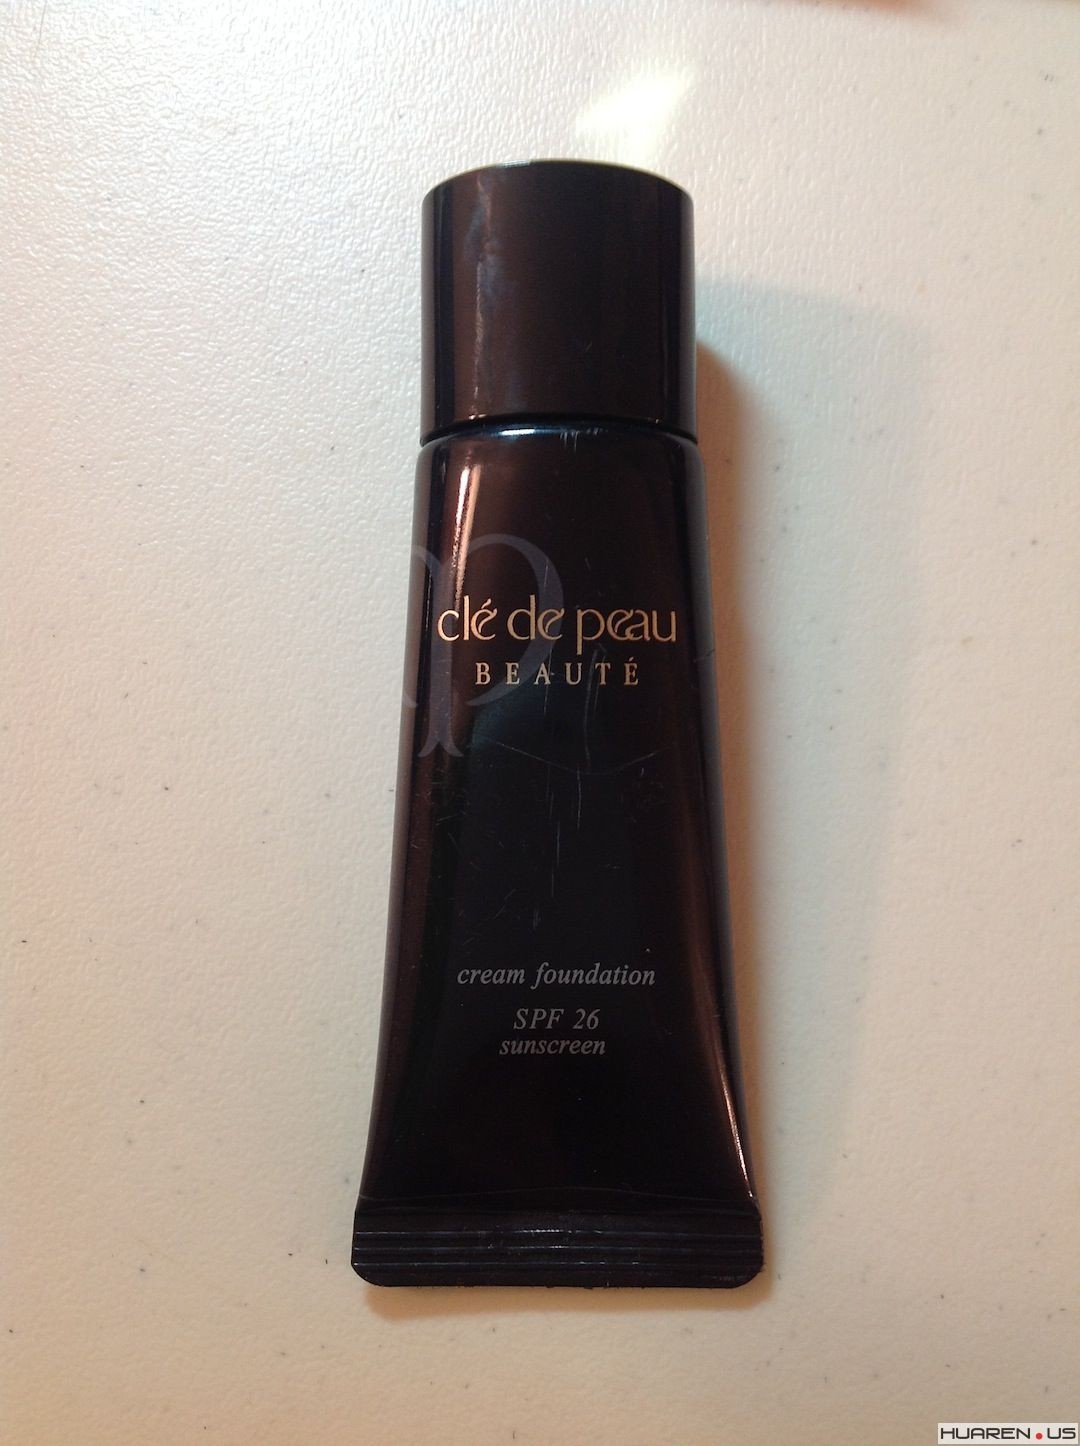 clé de peau
BEAUTÉ
cream foundation
SPF 26
sunscreen
HUAREN.US